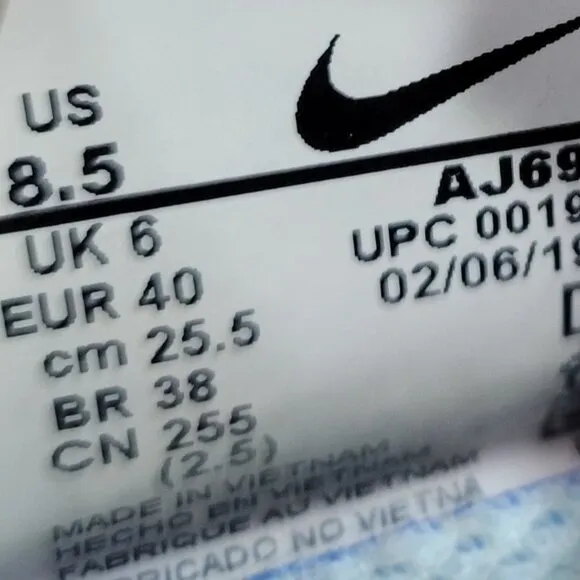 US
8.5
UK 6
EUR 40
cm 25.5
BR 38
CN 255
(2.5)
AJ69
UPC 0019
02/06/19
MADE IN VIETNAM
HECHO EN VIETNAM
FABRIQUE AU VIETNAM
FABRICADO NO VIETNA